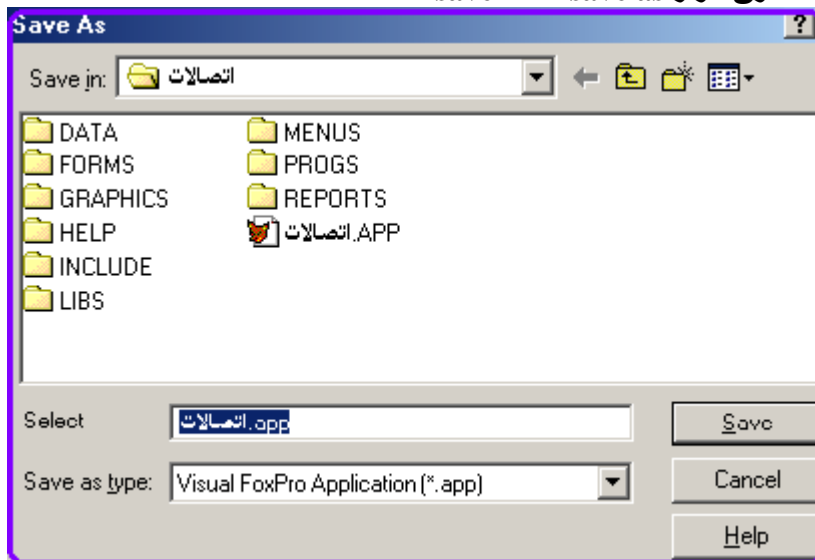 Save As
?
Save in: اتصالات
DATA
FORMS
GRAPHICS
HELP
INCLUDE
LIBS
MENUS
PROGS
REPORTS
اتصالات.APP
Select
اتصالات.app
Save
Save as type: Visual FoxPro Application (*.app)
Cancel
Help